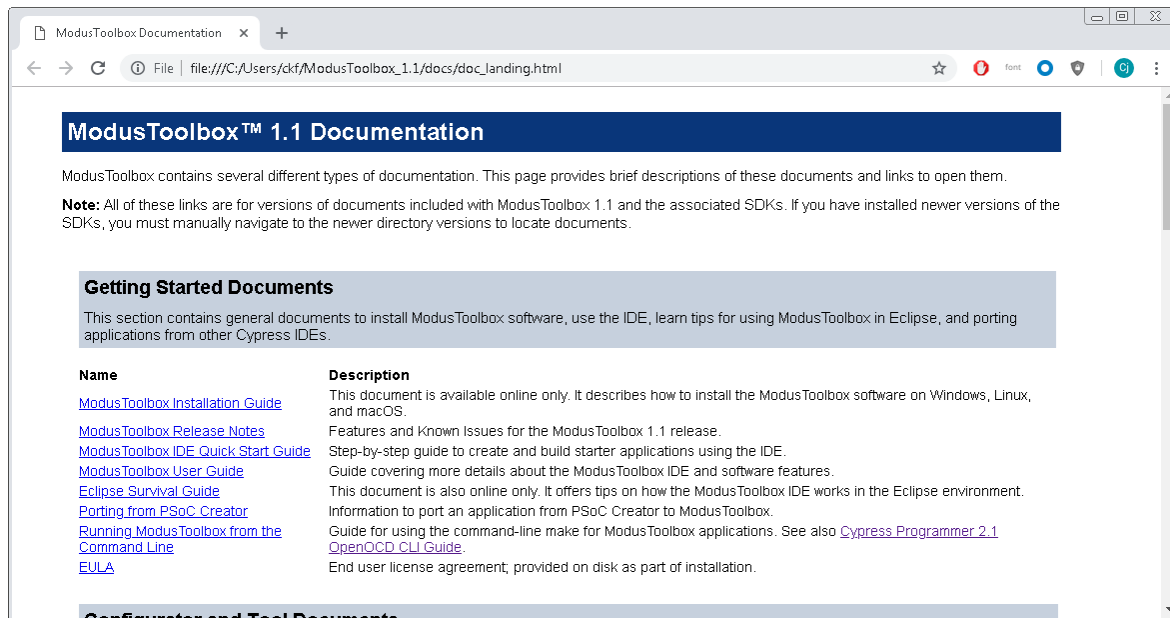 ModusToolbox Documentation
File
file:///C:/Users/ckf/ModusToolbox_1.1/docs/doc_landing.html
font
Cj
ModusToolbox™ 1.1 Documentation
ModusToolbox contains several different types of documentation. This page provides brief descriptions of these documents and links to open them.
Note: All of these links are for versions of documents included with ModusToolbox 1.1 and the associated SDKs. If you have installed newer versions of the
SDKs, you must manually navigate to the newer directory versions to locate documents.
Getting Started Documents
This section contains general documents to install ModusToolbox software, use the IDE, learn tips for using ModusToolbox in Eclipse, and porting
applications from other Cypress IDEs.
Name Description
ModusToolbox Installation Guide This document is available online only. It describes how to install the ModusToolbox software on Windows, Linux,
and macOS.
ModusToolbox Release Notes Features and Known Issues for the ModusToolbox 1.1 release.
ModusToolbox IDE Quick Start Guide Step-by-step guide to create and build starter applications using the IDE.
ModusToolbox User Guide Guide covering more details about the ModusToolbox IDE and software features.
Eclipse Survival Guide This document is also online only. It offers tips on how the ModusToolbox IDE works in the Eclipse environment.
Porting from PSoC Creator Information to port an application from PSoC Creator to ModusToolbox.
Running ModusToolbox from the Guide for using the command-line make for ModusToolbox applications. See also Cypress Programmer 2.1
Command Line OpenOCD CLI Guide.
EULA End user license agreement; provided on disk as part of installation.
Configurator and Tool Documents